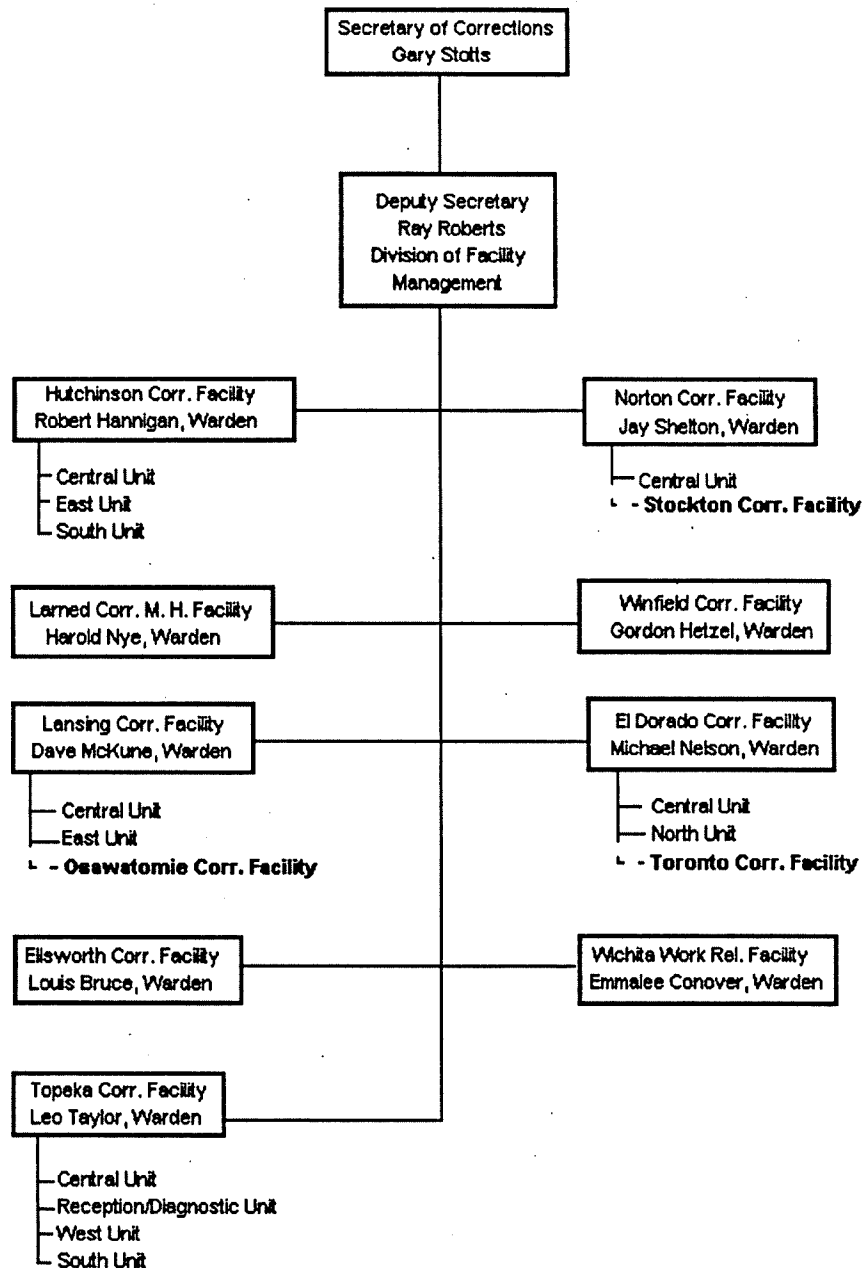 Secretary of Corrections
Gary Stotts
Deputy Secretary
Ray Roberts
Division of Facility
Management
Hutchinson Corr. Facility
Robert Hannigan, Warden
Central Unit
East Unit
South Unit
Norton Corr. Facility
Jay Shelton, Warden
Central Unit
- Stockton Corr. Facility
Larned Corr. M. H. Facility
Harold Nye, Warden
Winfield Corr. Facility
Gordon Hetzel, Warden
Lansing Corr. Facility
Dave McKune, Warden
Central Unit
East Unit
- Osawatomie Corr. Facility
El Dorado Corr. Facility
Michael Nelson, Warden
Central Unit
North Unit
- Toronto Corr. Facility
Ellsworth Corr. Facility
Louis Bruce, Warden
Wichita Work Rel. Facility
Emmalee Conover, Warden
Topeka Corr. Facility
Leo Taylor, Warden
Central Unit
Reception/Diagnostic Unit
West Unit
South Unit